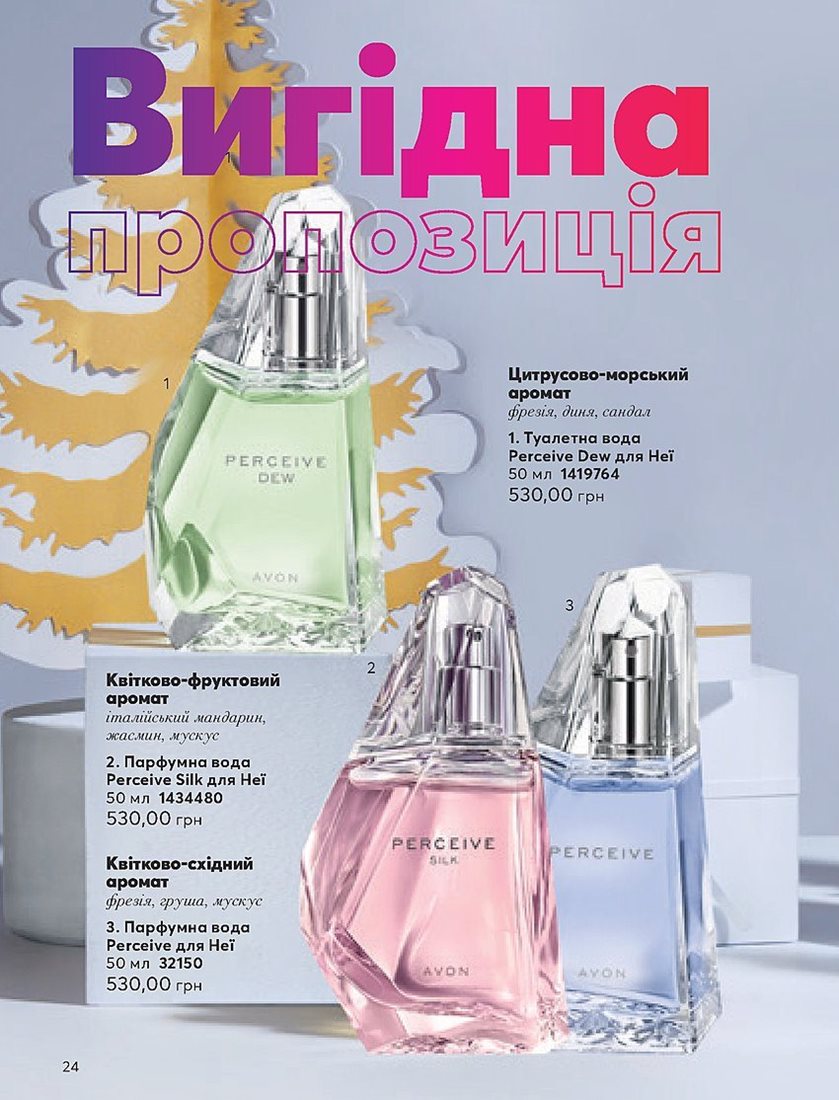 Вигідна
пропозиція
1
1
PERCEIVE
DEW
AVON
Цитрусово-морський
аромат
фрезія, диня, сандал
1. Туалетна вода
Perceive Dew для Неї
50 мл 1419764
530,00 грн
Квітково-фруктовий
аромат
італійський мандарин,
жасмин, мускус
2. Парфумна вода
Perceive Silk для Неї
50 мл 1434480
530,00 грн
Квітково-східний
аромат
фрезія, груша, мускус
3. Парфумна вода
Perceive для Неї
50 мл 32150
530,00 грн
2
PERCEIVE
SILK
AVON
3
PERCEIVE
AVON
24